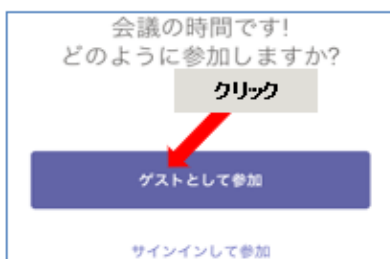 会議の時間です!
どのように参加しますか?
クリック
ゲストとして参加
サインインして参加